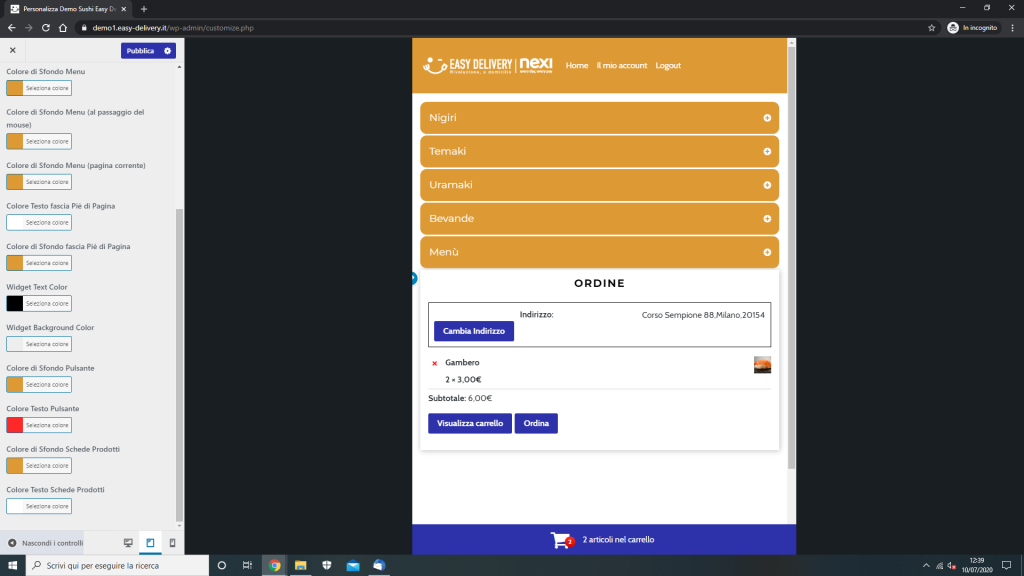 Personalizza Demo Sushi Easy De
demo1.easy-delivery.it/wp-admin/customize.php
In incognito
Pubblica
Colore di Sfondo Menu
Seleziona colore
Colore di Sfondo Menu (al passaggio del
mouse)
Seleziona colore
Colore di Sfondo Menu (pagina corrente)
Seleziona colore
Colore Testo fascia Piè di Pagina
Seleziona colore
Colore di Sfondo fascia Piè di Pagina
Seleziona colore
Widget Text Color
Seleziona colore
Widget Background Color
Seleziona colore
Colore di Sfondo Pulsante
Seleziona colore
Colore Testo Pulsante
Seleziona colore
Colore di Sfondo Schede Prodotti
Seleziona colore
Colore Testo Schede Prodotti
Seleziona colore
Nascondi i controlli
EASY DELIVERY nexi
Home Il mio account Logout
Nigiri
Temaki
Uramaki
Bevande
Menù
ORDINE
Indirizzo: Corso Sempione 88,Milano,20154
Cambia Indirizzo
× Gambero
2 × 3,00€
Subtotale: 6,00€
Visualizza carrello Ordina
2 2 articoli nel carrello
Scrivi qui per eseguire la ricerca
12:39
10/07/2020